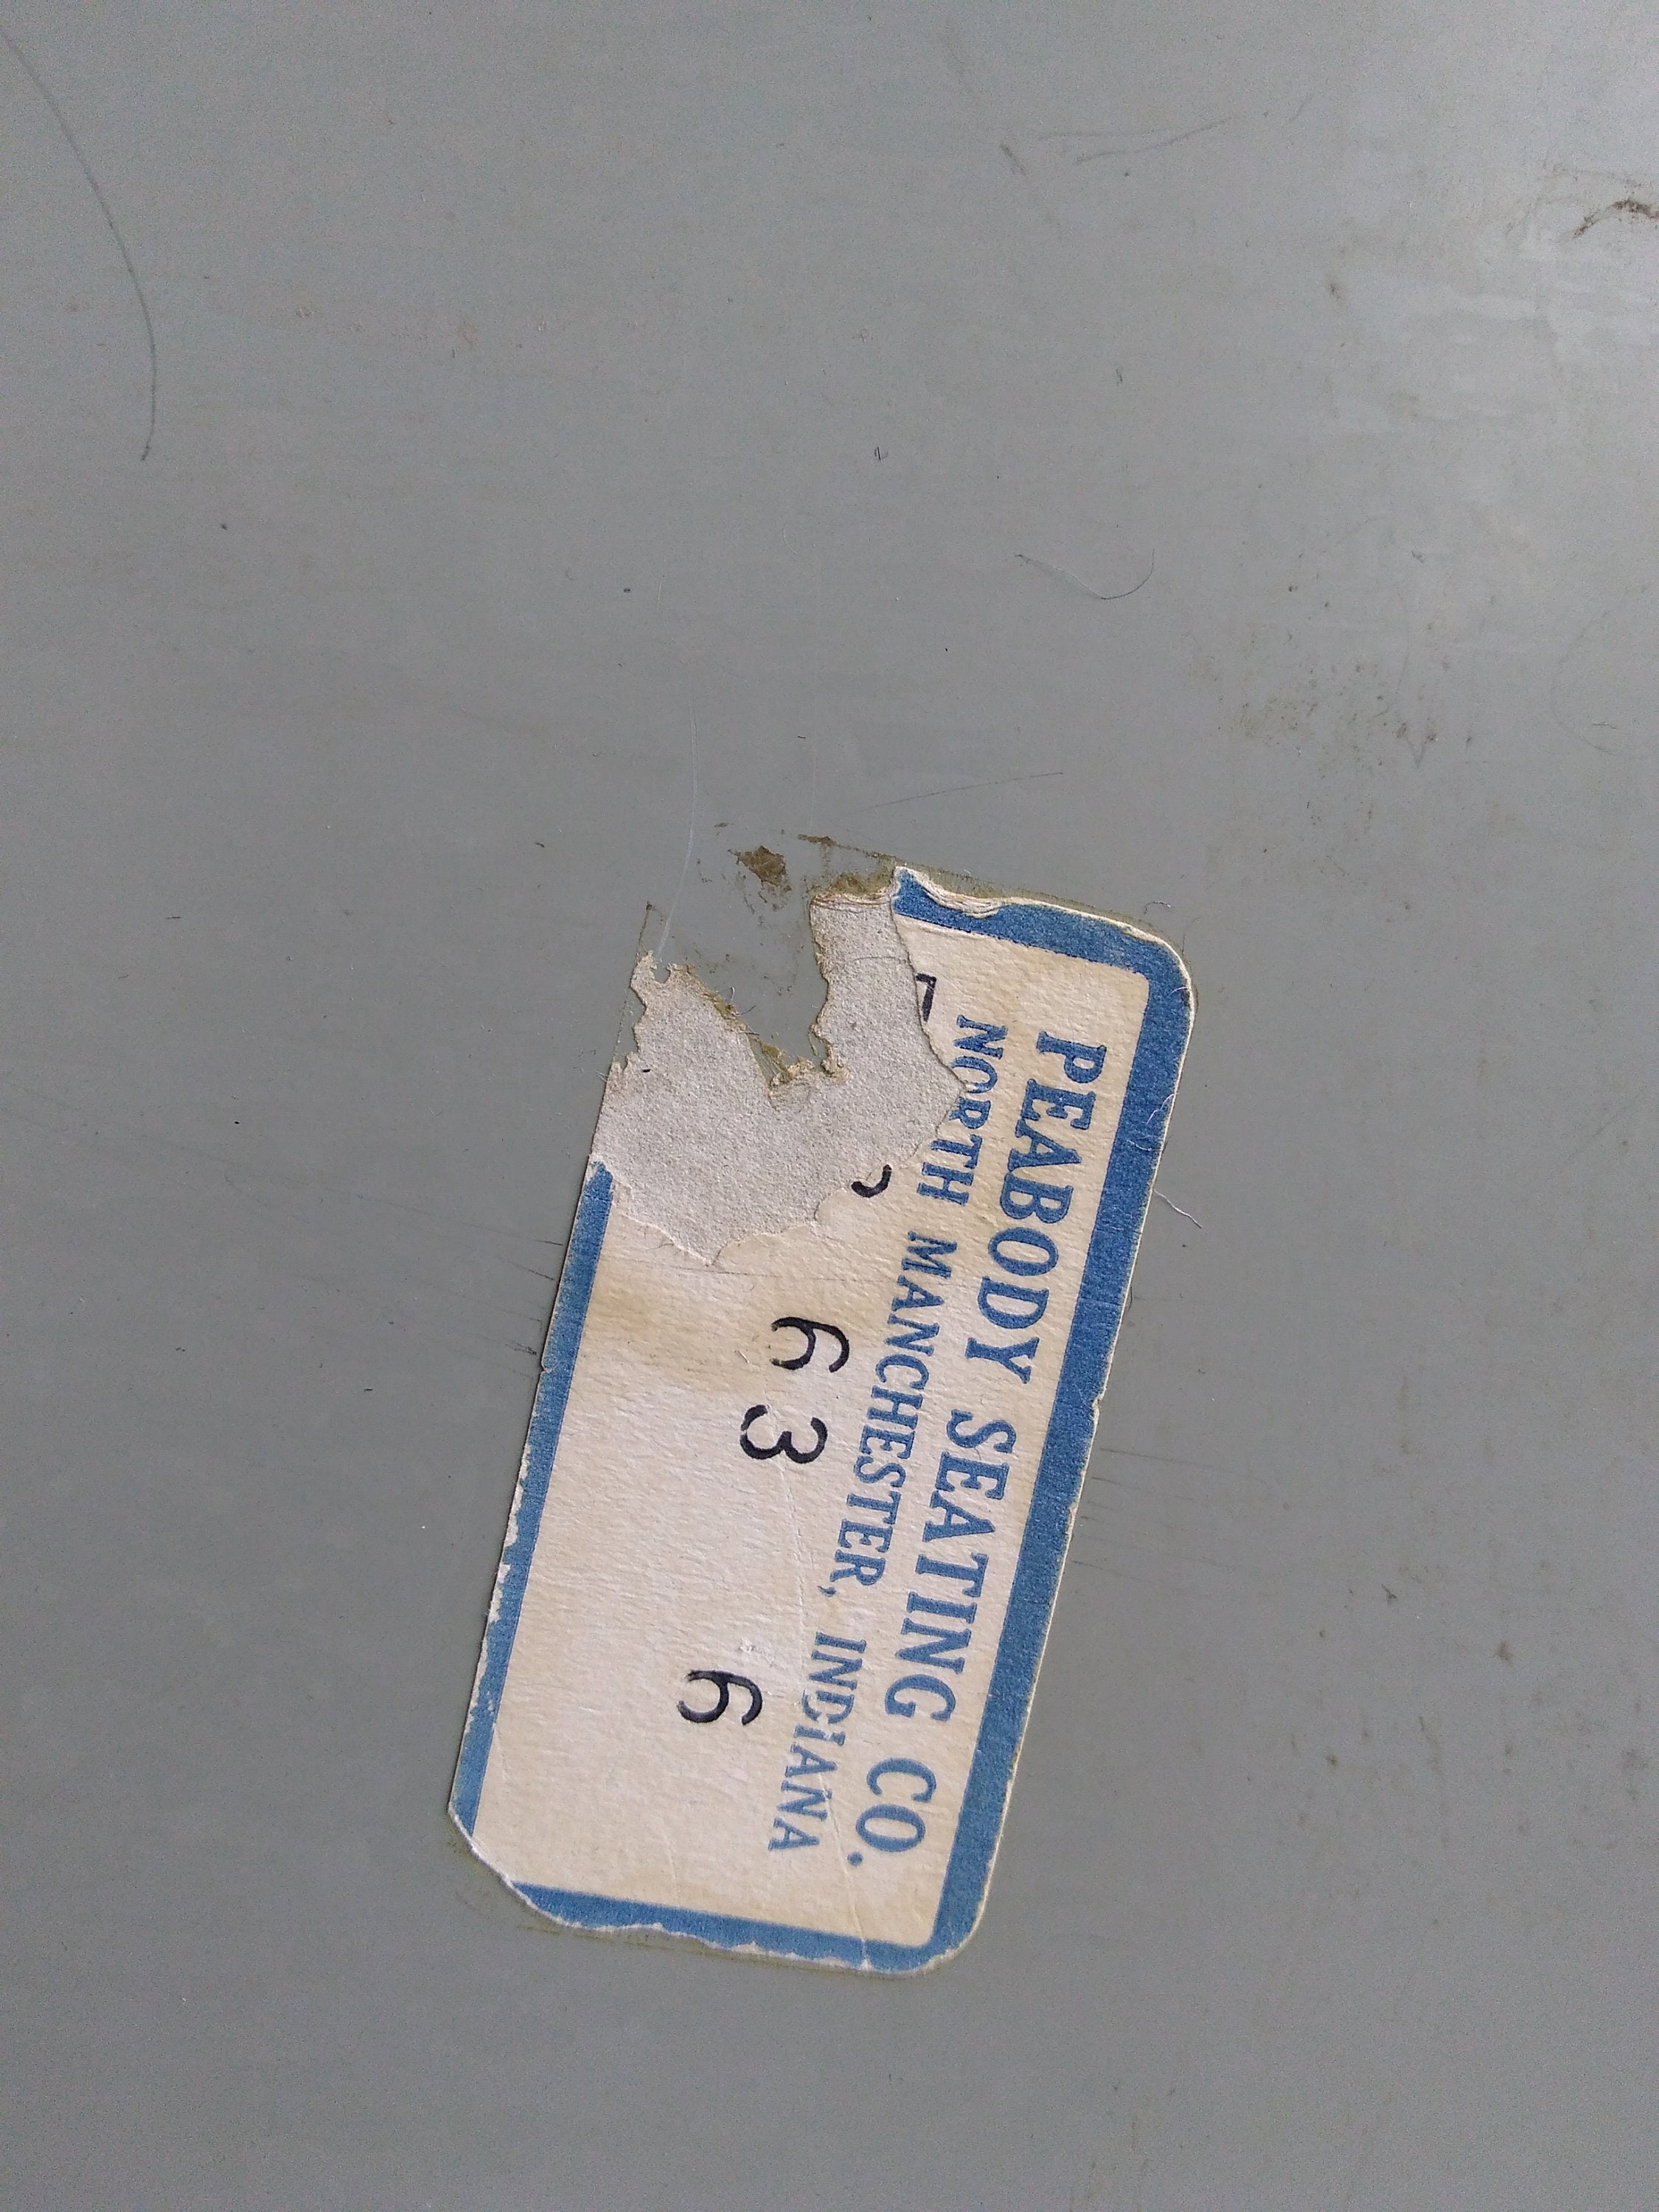 PEABODY SEATING CO.
NORTH MANCHESTER, INDIANA
63 6